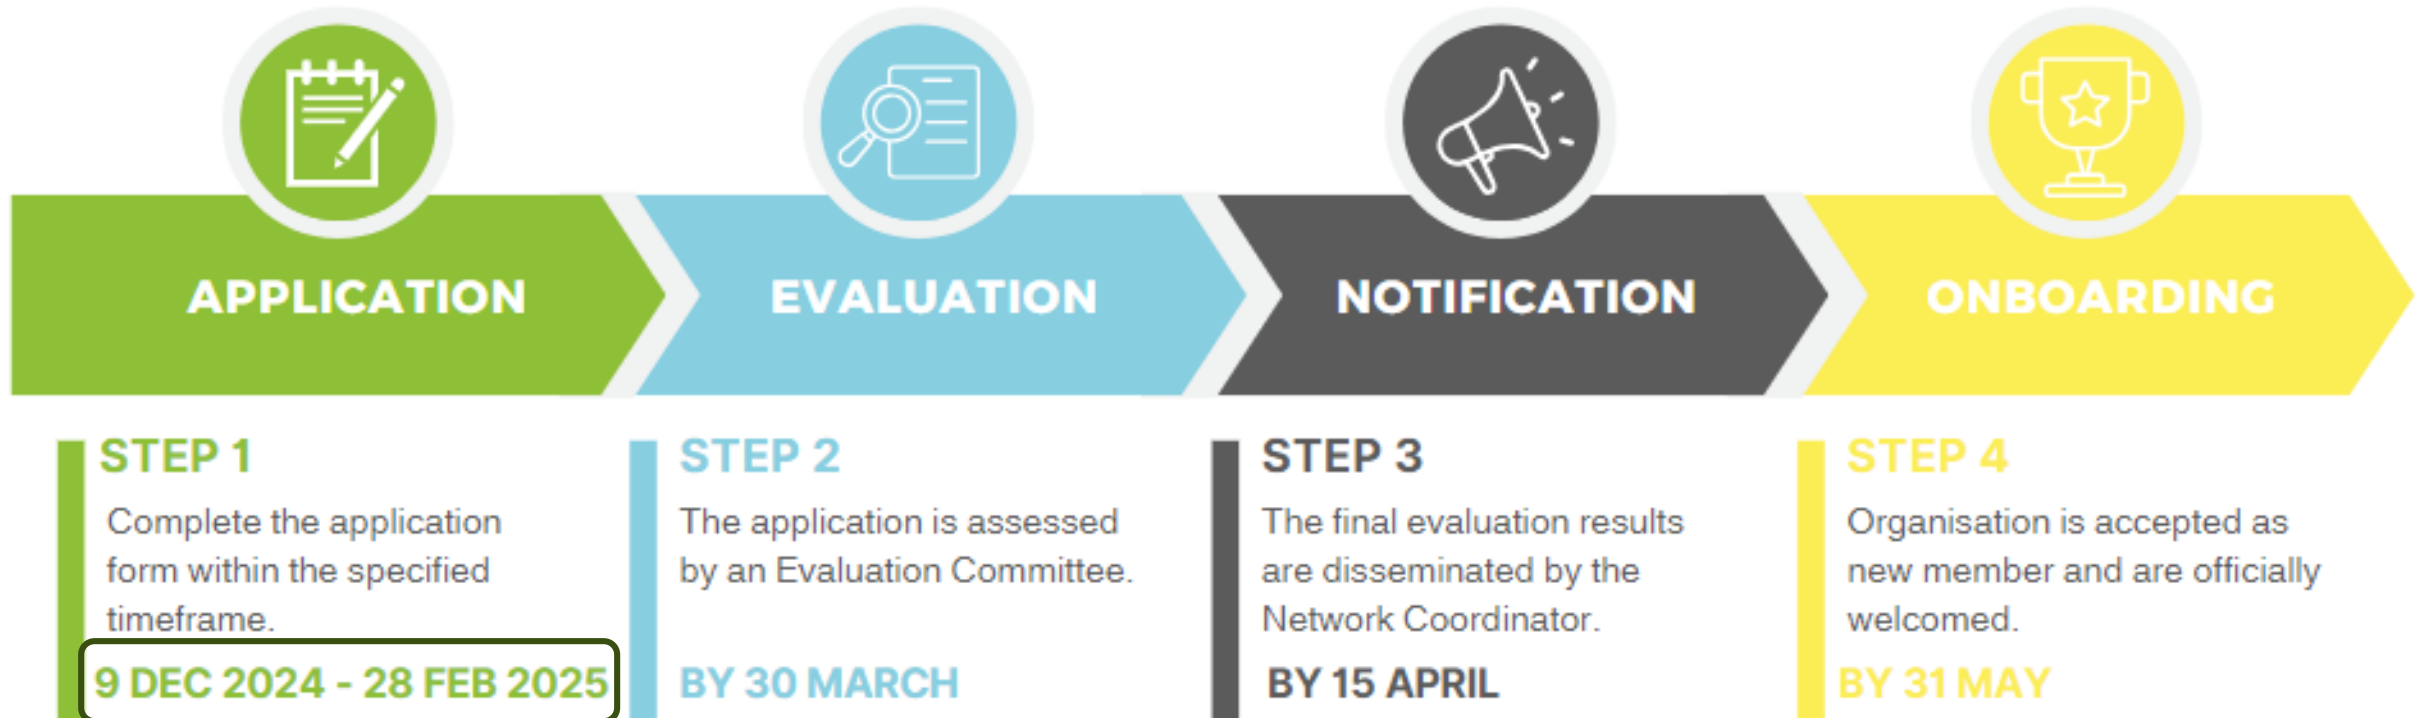 APPLICATION
EVALUATION
NOTIFICATION
ONBOARDING
STEP 1
Complete the application
form within the specified
timeframe.
9 DEC 2024 - 28 FEB 2025
STEP 2
The application is assessed
by an Evaluation Committee.
BY 30 MARCH
STEP 3
The final evaluation results
are disseminated by the
Network Coordinator.
BY 15 APRIL
STEP 4
Organisation is accepted as
new member and are officially
welcomed.
BY 31 MAY